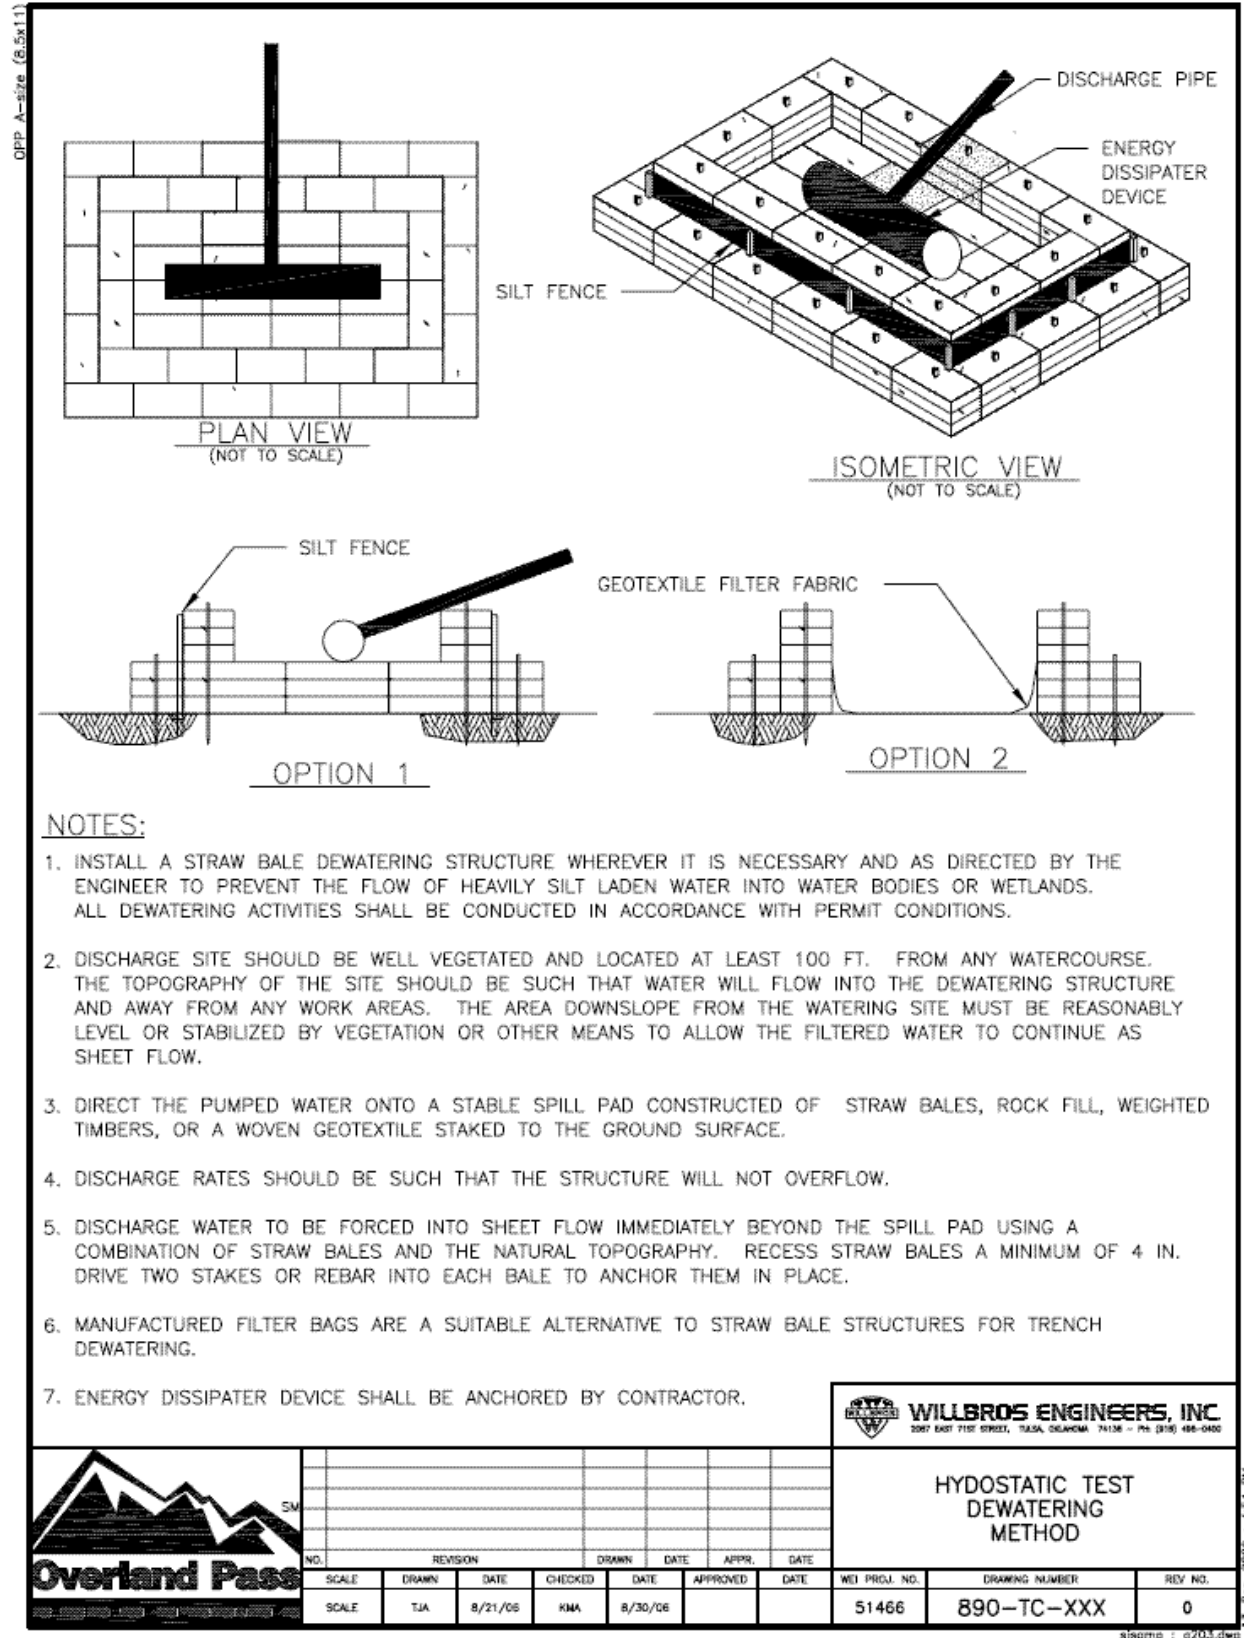 OPP A-size (8.5x11)
DISCHARGE PIPE
ENERGY
DISSIPATER
DEVICE
SILT FENCE
PLAN VIEW
(NOT TO SCALE)
ISOMETRIC VIEW
(NOT TO SCALE)
SILT FENCE
GEOTEXTILE FILTER FABRIC
OPTION 1
OPTION 2
NOTES:
1. INSTALL A STRAW BALE DEWATERING STRUCTURE WHEREVER IT IS NECESSARY AND AS DIRECTED BY THE
ENGINEER TO PREVENT THE FLOW OF HEAVILY SILT LADEN WATER INTO WATER BODIES OR WETLANDS.
ALL DEWATERING ACTIVITIES SHALL BE CONDUCTED IN ACCORDANCE WITH PERMIT CONDITIONS.
2. DISCHARGE SITE SHOULD BE WELL VEGETATED AND LOCATED AT LEAST 100 FT. FROM ANY WATERCOURSE.
THE TOPOGRAPHY OF THE SITE SHOULD BE SUCH THAT WATER WILL FLOW INTO THE DEWATERING STRUCTURE
AND AWAY FROM ANY WORK AREAS. THE AREA DOWNSLOPE FROM THE WATERING SITE MUST BE REASONABLY
LEVEL OR STABILIZED BY VEGETATION OR OTHER MEANS TO ALLOW THE FILTERED WATER TO CONTINUE AS
SHEET FLOW.
3. DIRECT THE PUMPED WATER ONTO A STABLE SPILL PAD CONSTRUCTED OF STRAW BALES, ROCK FILL, WEIGHTED
TIMBERS, OR A WOVEN GEOTEXTILE STAKED TO THE GROUND SURFACE.
4. DISCHARGE RATES SHOULD BE SUCH THAT THE STRUCTURE WILL NOT OVERFLOW.
5. DISCHARGE WATER TO BE FORCED INTO SHEET FLOW IMMEDIATELY BEYOND THE SPILL PAD USING A
COMBINATION OF STRAW BALES AND THE NATURAL TOPOGRAPHY. RECESS STRAW BALES A MINIMUM OF 4 IN.
DRIVE TWO STAKES OR REBAR INTO EACH BALE TO ANCHOR THEM IN PLACE.
6. MANUFACTURED FILTER BAGS ARE A SUITABLE ALTERNATIVE TO STRAW BALE STRUCTURES FOR TRENCH
DEWATERING.
7. ENERGY DISSIPATER DEVICE SHALL BE ANCHORED BY CONTRACTOR.
WILLBROS
WILLBROS ENGINEERS, INC.
2087 EAST 71ST STREET, TULSA, OKLAHOMA 74136 - PH: (918) 496-0400
SM
Overland Pass
HYDOSTATIC TEST
DEWATERING
METHOD
NO. REVISION DRAWN DATE APPR. DATE
SCALE DRAWN DATE CHECKED DATE APPROVED DATE WEI PROJ. NO. DRAWING NUMBER REV NO.
SCALE TJA 8/21/06 KMA 8/30/06 51466 890-TC-XXX 0